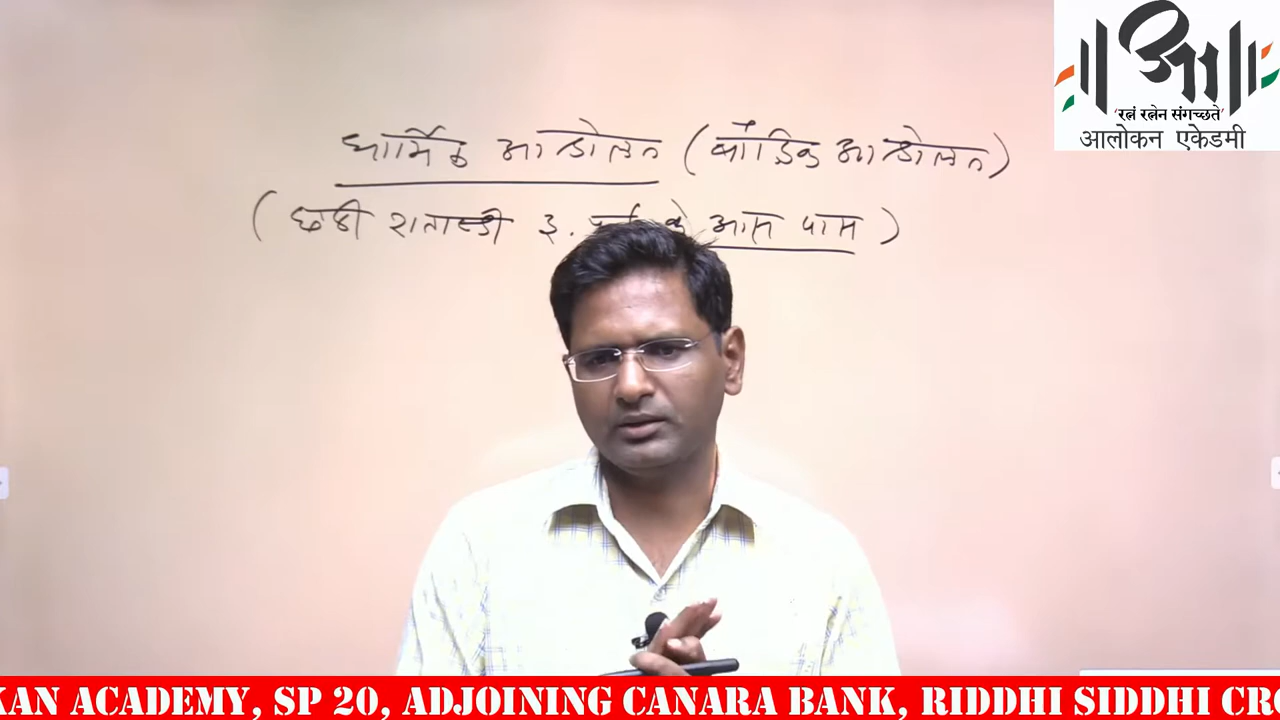 धार्मिक आन्दोलन (बौद्धिक आन्दोलन)
(छठी शताब्दी ई. पूर्व के आस पास)
'रत्नं रत्नेन संगच्छते'
आलोकन एकेडमी
KAN ACADEMY, SP 20, ADJOINING CANARA BANK, RIDDHI SIDDHI CRO